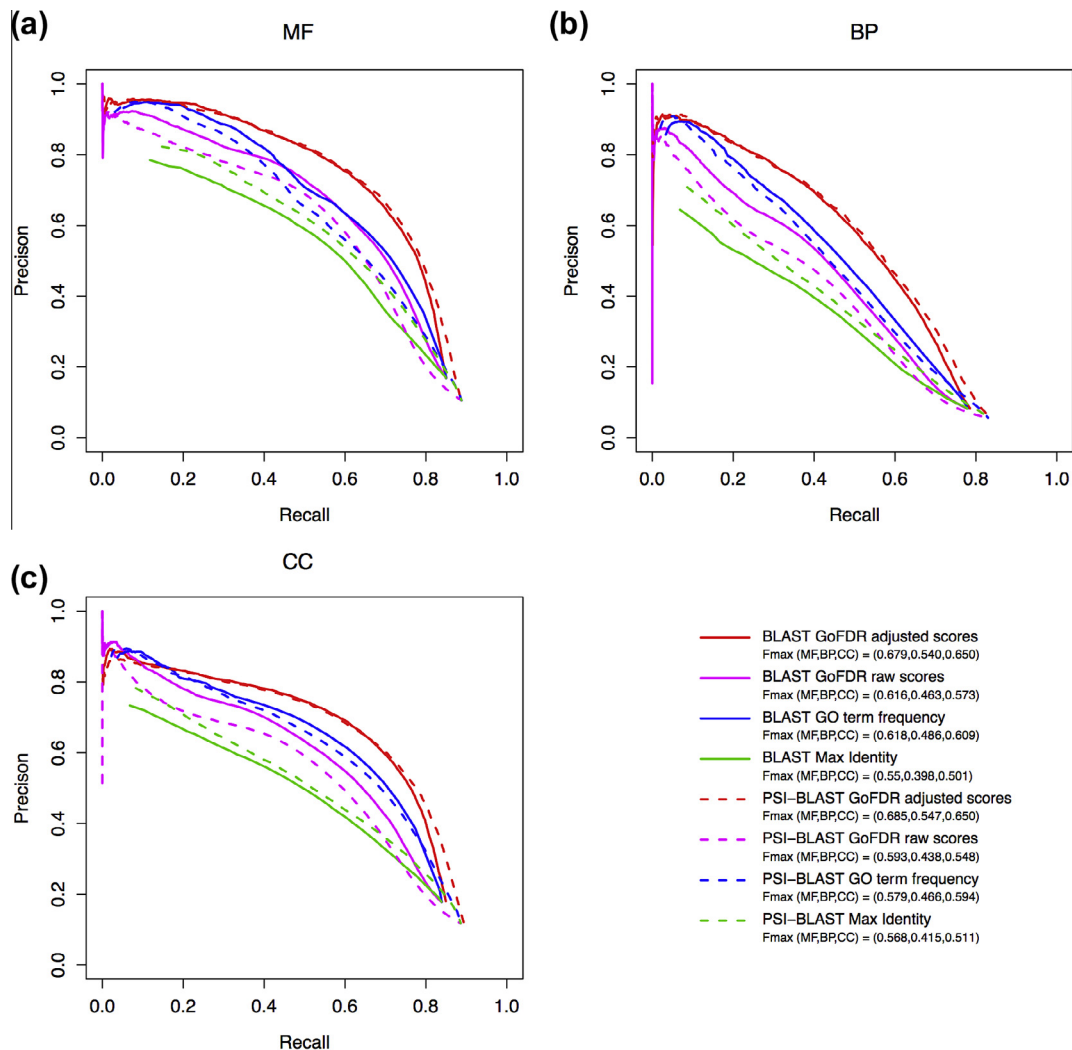 (a)
MF
Precison
1.0
0.8
0.6
0.4
0.2
0.0
0.0 0.2 0.4 0.6 0.8 1.0
Recall
(b)
BP
Precison
1.0
0.8
0.6
0.4
0.2
0.0
0.0 0.2 0.4 0.6 0.8 1.0
Recall
(c)
CC
Precison
1.0
0.8
0.6
0.4
0.2
0.0
0.0 0.2 0.4 0.6 0.8 1.0
Recall
BLAST GoFDR adjusted scores
Fmax (MF,BP,CC) = (0.679,0.540,0.650)
BLAST GoFDR raw scores
Fmax (MF,BP,CC) = (0.616,0.463,0.573)
BLAST GO term frequency
Fmax (MF,BP,CC) = (0.618,0.486,0.609)
BLAST Max Identity
Fmax (MF,BP,CC) = (0.55,0.398,0.501)
PSI−BLAST GoFDR adjusted scores
Fmax (MF,BP,CC) = (0.685,0.547,0.650)
PSI−BLAST GoFDR raw scores
Fmax (MF,BP,CC) = (0.593,0.438,0.548)
PSI−BLAST GO term frequency
Fmax (MF,BP,CC) = (0.579,0.466,0.594)
PSI−BLAST Max Identity
Fmax (MF,BP,CC) = (0.568,0.415,0.511)